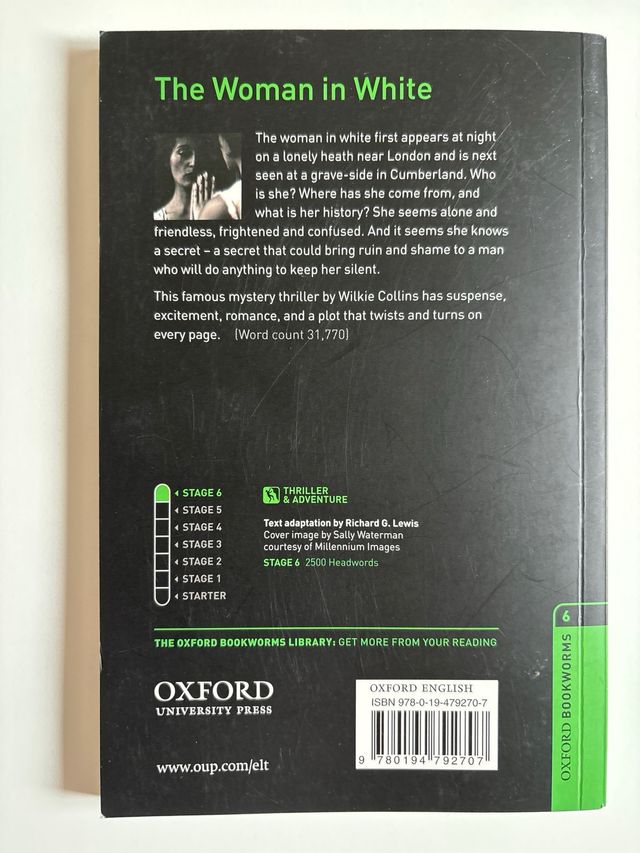 The Woman in White
The woman in white first appears at night
on a lonely heath near London and is next
seen at a grave-side in Cumberland. Who
is she? Where has she come from, and
what is her history? She seems alone and
friendless, frightened and confused. And it seems she knows
a secret – a secret that could bring ruin and shame to a man
who will do anything to keep her silent.
This famous mystery thriller by Wilkie Collins has suspense,
excitement, romance, and a plot that twists and turns on
every page. (Word count 31,770)
STAGE 6
STAGE 5
STAGE 4
STAGE 3
STAGE 2
STAGE 1
STARTER
THRILLER
& ADVENTURE
Text adaptation by Richard G. Lewis
Cover image by Sally Waterman
courtesy of Millennium Images
STAGE 6 2500 Headwords
THE OXFORD BOOKWORMS LIBRARY: GET MORE FROM YOUR READING
OXFORD
UNIVERSITY PRESS
www.oup.com/elt
OXFORD ENGLISH
ISBN 978-0-19-479270-7
9 780194 792707
6
OXFORD BOOKWORMS